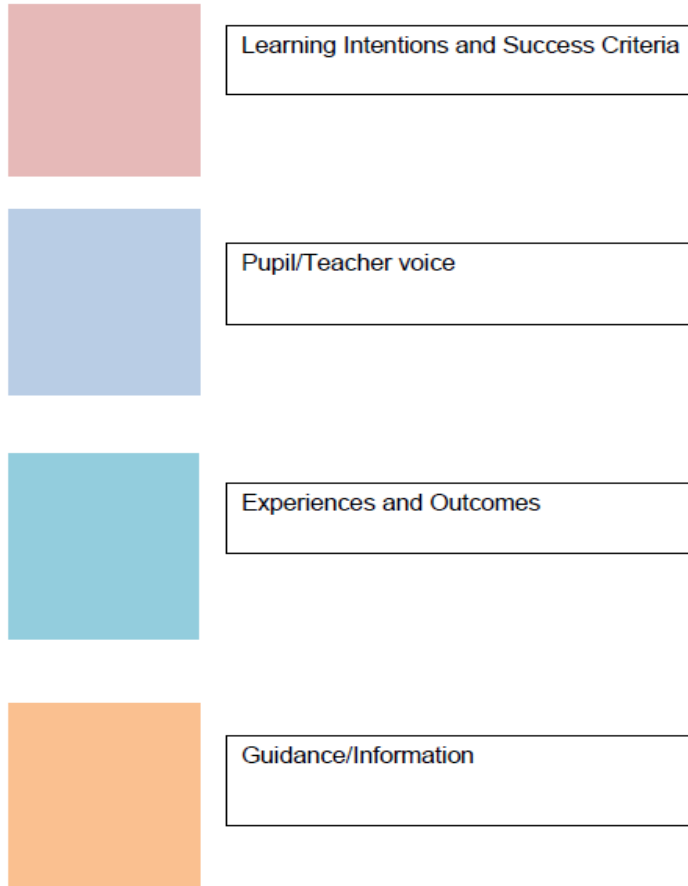 Learning Intentions and Success Criteria
Pupil/Teacher voice
Experiences and Outcomes
Guidance/Information